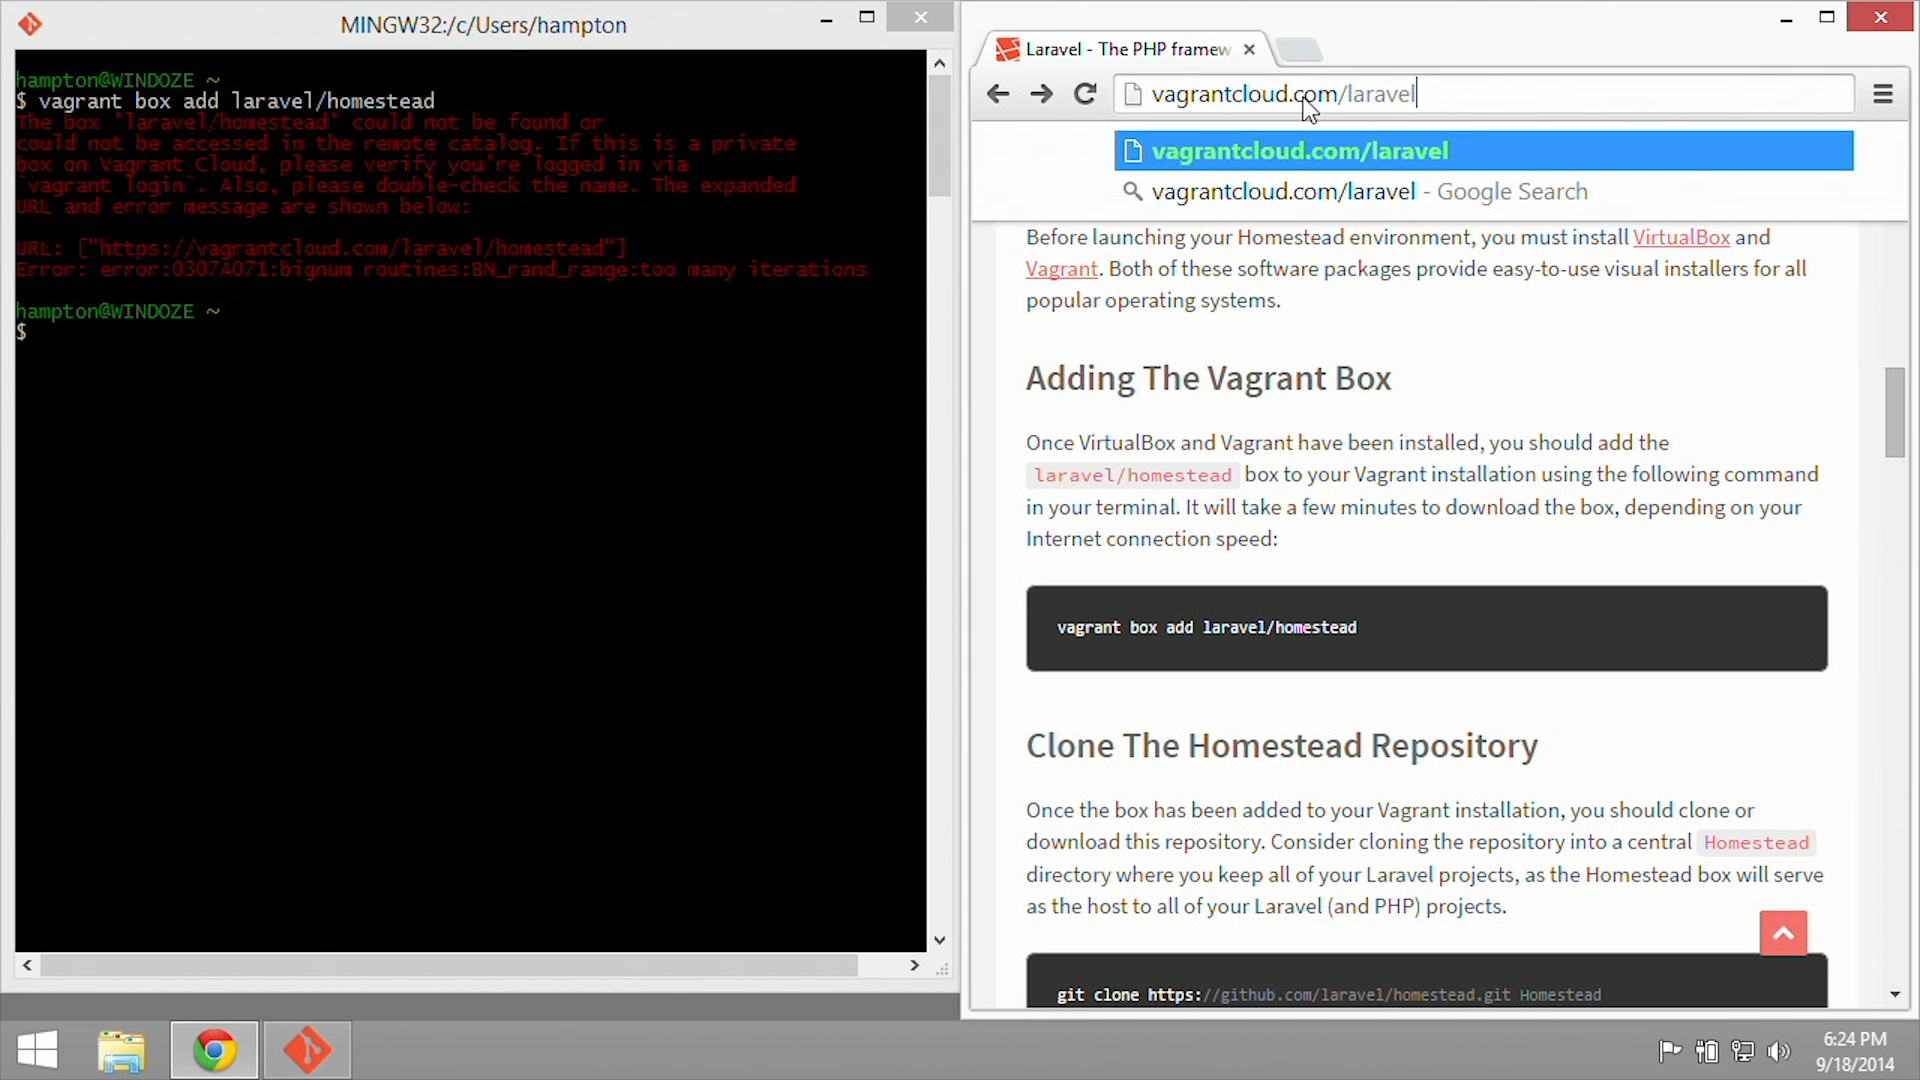 MINGW32:/c/Users/hampton
hampton@WINDOZE ~
$ vagrant box add laravel/homestead
The box 'laravel/homestead' could not be found or
could not be accessed in the remote catalog. If this is a private
box on Vagrant Cloud, please verify you're logged in via
`vagrant login`. Also, please double-check the name. The expanded
URL and error message are shown below:
URL: ["https://vagrantcloud.com/laravel/homestead"]
Error: error:0307A071:bignum routines:BN_rand_range:too many iterations
hampton@WINDOZE ~
$
Laravel - The PHP framew
vagrantcloud.com/laravel
vagrantcloud.com/laravel
vagrantcloud.com/laravel - Google Search
Before launching your Homestead environment, you must install VirtualBox and
Vagrant. Both of these software packages provide easy-to-use visual installers for all
popular operating systems.
Adding The Vagrant Box
Once VirtualBox and Vagrant have been installed, you should add the
laravel/homestead box to your Vagrant installation using the following command
in your terminal. It will take a few minutes to download the box, depending on your
Internet connection speed:
vagrant box add laravel/homestead
Clone The Homestead Repository
Once the box has been added to your Vagrant installation, you should clone or
download this repository. Consider cloning the repository into a central Homestead
directory where you keep all of your Laravel projects, as the Homestead box will serve
as the host to all of your Laravel (and PHP) projects.
git clone https://github.com/laravel/homestead.git Homestead
6:24 PM
9/18/2014